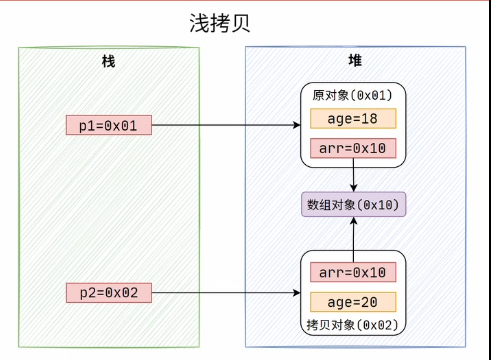 浅拷贝
栈
堆
p1=0x01
原对象(0x01)
age=18
arr=0x10
数组对象(0x10)
p2=0x02
arr=0x10
age=20
拷贝对象(0x02)